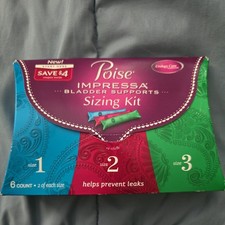 New!
SAVE $4
Poise
IMPRESSA
BLADDER SUPPORTS
Sizing Kit
size
1
size
2
size
3
6 COUNT • 2 of each size
helps prevent leaks